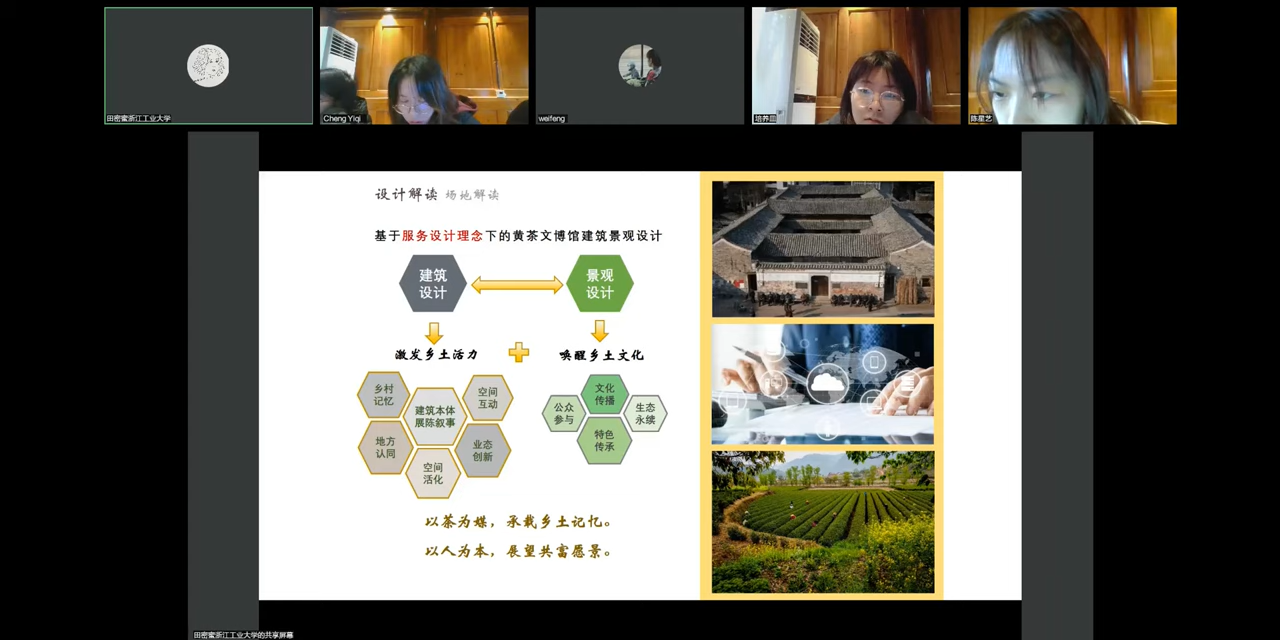 田密蜜浙江工业大学
Cheng Yiqi
weifeng
培养皿
陈星艺
设计解读 场地解读
基于服务设计理念下的黄茶文博馆建筑景观设计
建筑
设计
景观
设计
激发乡土活力
唤醒乡土文化
乡村
记忆
空间
互动
建筑本体
展陈叙事
地方
认同
业态
创新
空间
活化
文化
传播
公众
参与
生态
永续
特色
传承
以茶为媒，承载乡土记忆。
以人为本，展望共富愿景。
田密蜜浙江工业大学的共享屏幕